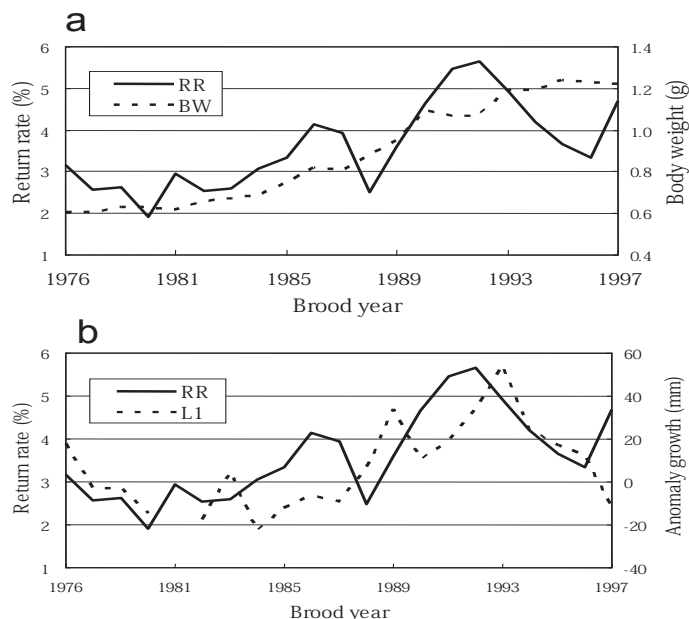 a
6
5
4
3
2
1
Return rate (%)
RR
BW
1.4
1.2
1.0
0.8
0.6
0.4
Body weight (g)
1976 1981 1985 1989 1993 1997
Brood year
b
6
5
4
3
2
1
Return rate (%)
RR
L1
60
40
20
0
-20
-40
Anomaly growth (mm)
1976 1981 1985 1989 1993 1997
Brood year